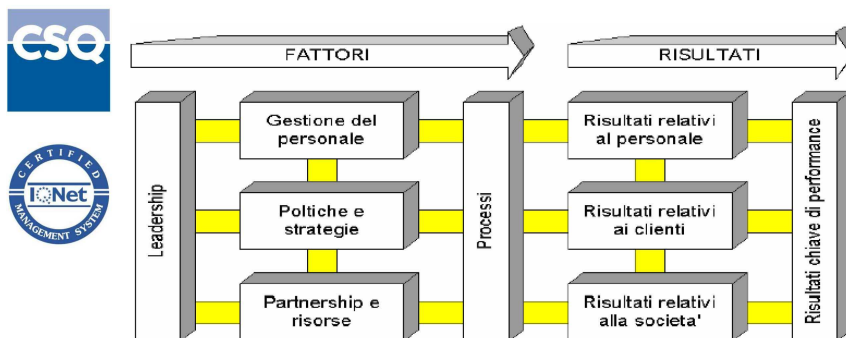 CSQ
CERTIFIED
IQNet
MANAGEMENT SYSTEM
FATTORI
RISULTATI
Leadership
Gestione del
personale
Poltiche e
strategie
Partnership e
risorse
Processi
Risultati relativi
al personale
Risultati relativi
ai clienti
Risultati relativi
alla societa'
Risultati chiave di performance